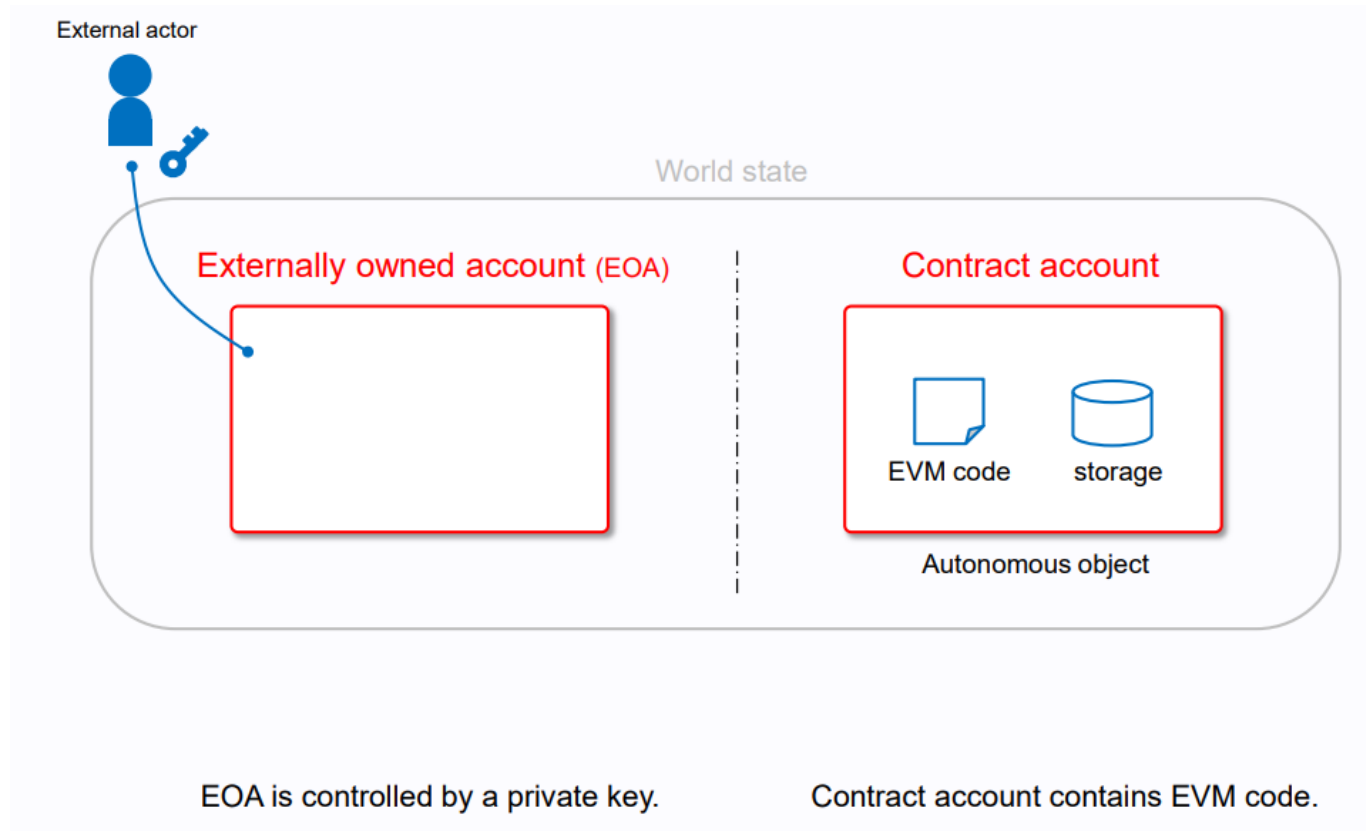 External actor
World state
Externally owned account (EOA)
Contract account
EVM code
storage
Autonomous object
EOA is controlled by a private key.
Contract account contains EVM code.